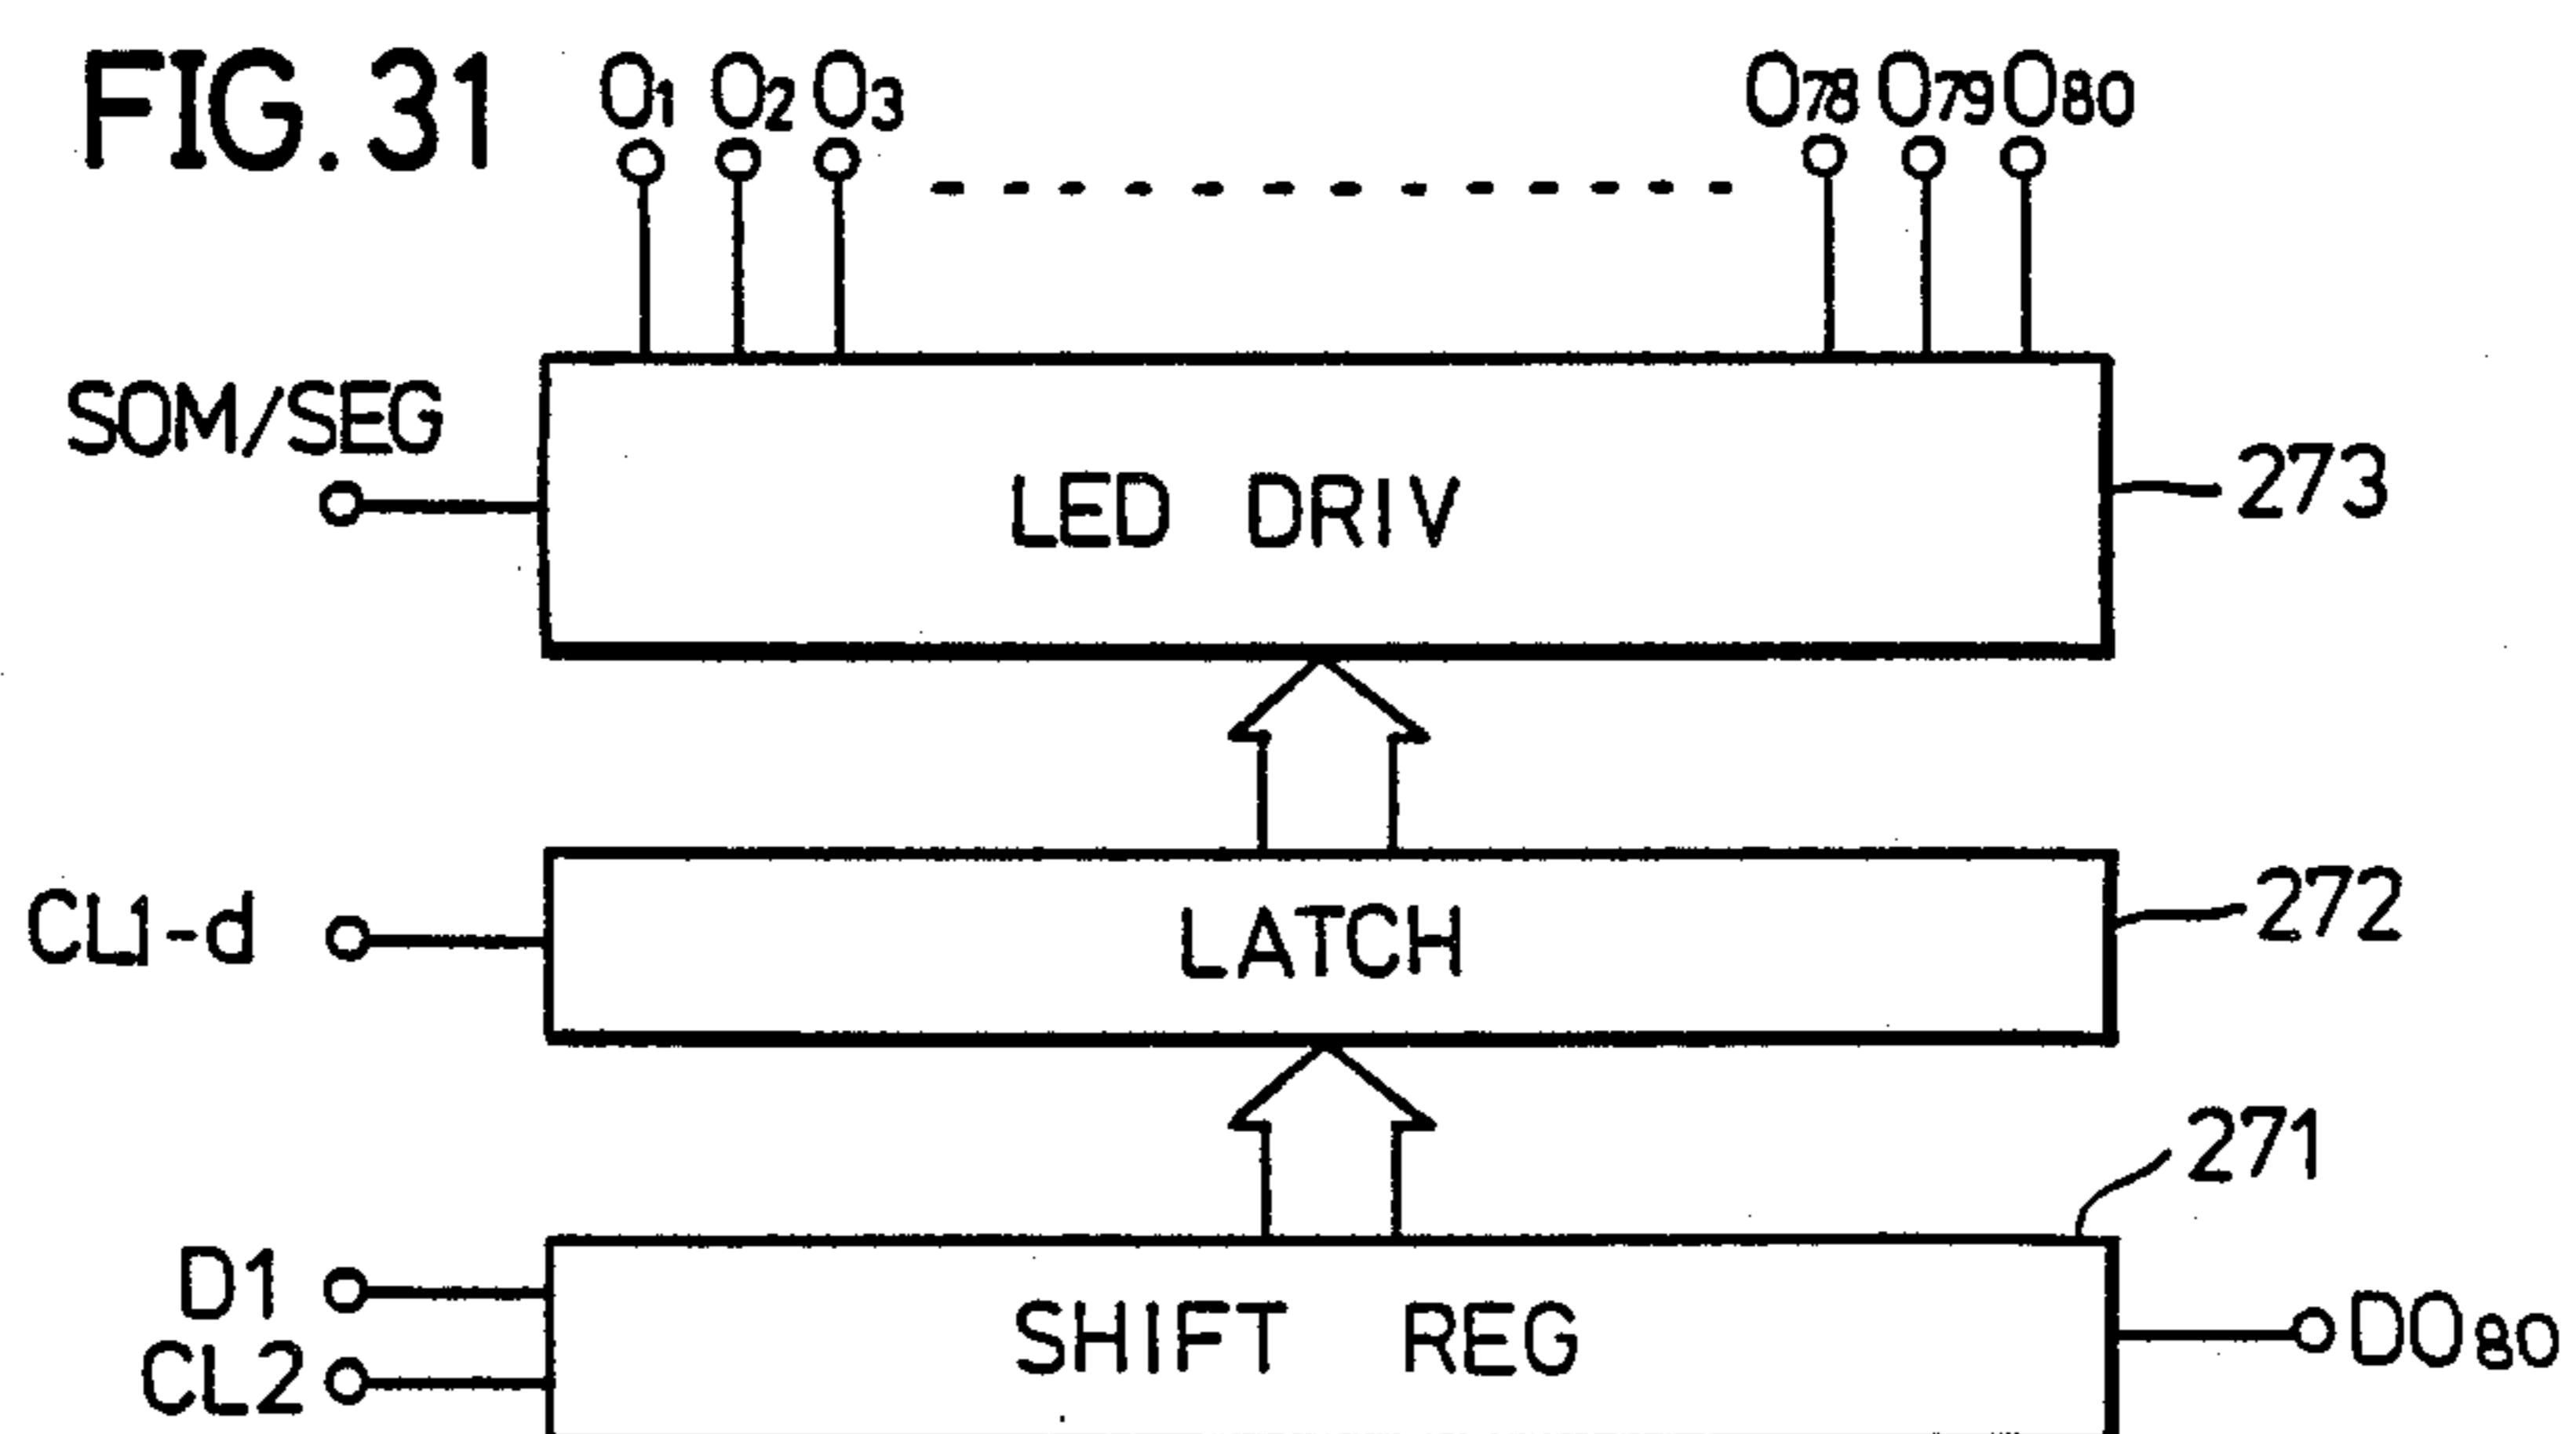 FIG. 31
O1 O2 O3 O78 O79 O80
SOM/SEG
LED DRIV
273
CL1-d
LATCH
272
271
D1
CL2
SHIFT REG
DO80